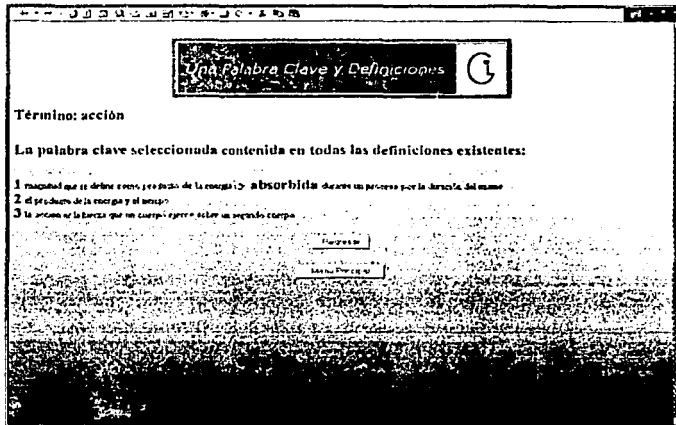 Una Palabra Clave y Definiciones
Término: acción
La palabra clave seleccionada contenida en todas las definiciones existentes:
1 magnitud que se define como producto de la energía absorbida durante un proceso por la duración del mismo
2 el producto de la energía y el tiempo
3 la acción es la fuerza que un cuerpo ejerce sobre un segundo cuerpo
Regresar
Menú Principal